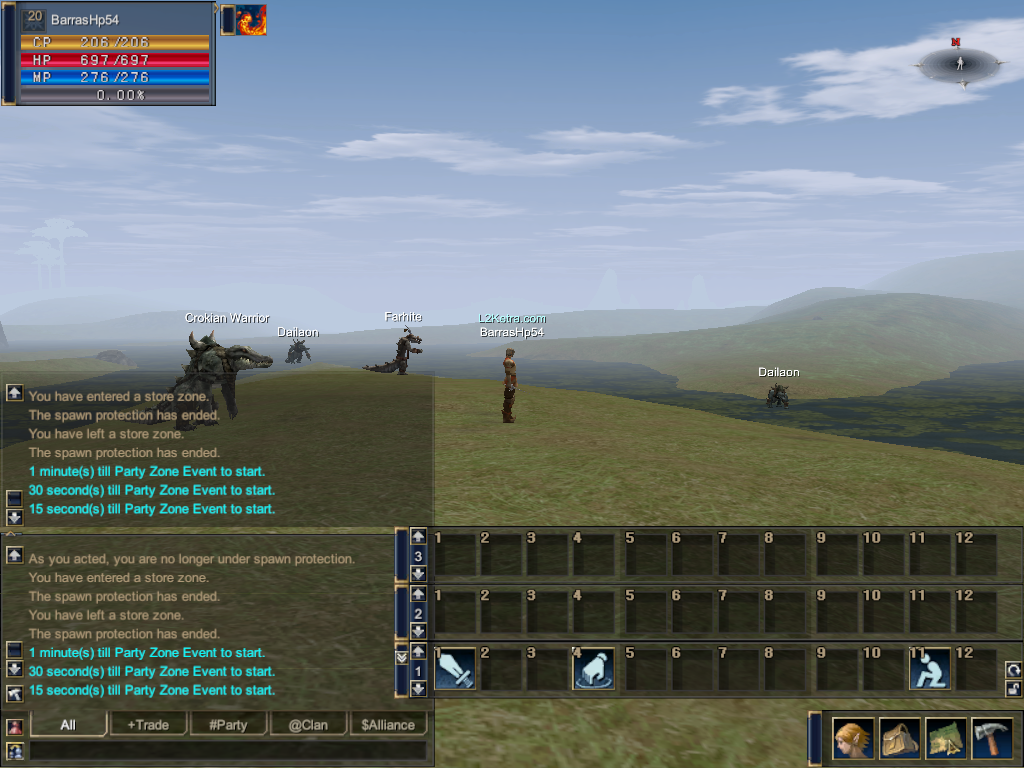 20 BarrasHp54
CP 206/206
HP 697/697
MP 276/276
0.00%
N
Crokian Warrior
Dailaon
Farhite
L2Ketra.com
BarrasHp54
Dailaon
You have entered a store zone.
The spawn protection has ended.
You have left a store zone.
The spawn protection has ended.
1 minute(s) till Party Zone Event to start.
30 second(s) till Party Zone Event to start.
15 second(s) till Party Zone Event to start.
As you acted, you are no longer under spawn protection.
You have entered a store zone.
The spawn protection has ended.
You have left a store zone.
The spawn protection has ended.
1 minute(s) till Party Zone Event to start.
30 second(s) till Party Zone Event to start.
15 second(s) till Party Zone Event to start.
All +Trade #Party @Clan $Alliance
3 1 2 3 4 5 6 7 8 9 10 11 12
2 1 2 3 4 5 6 7 8 9 10 11 12
1 1 2 3 4 5 6 7 8 9 10 11 12